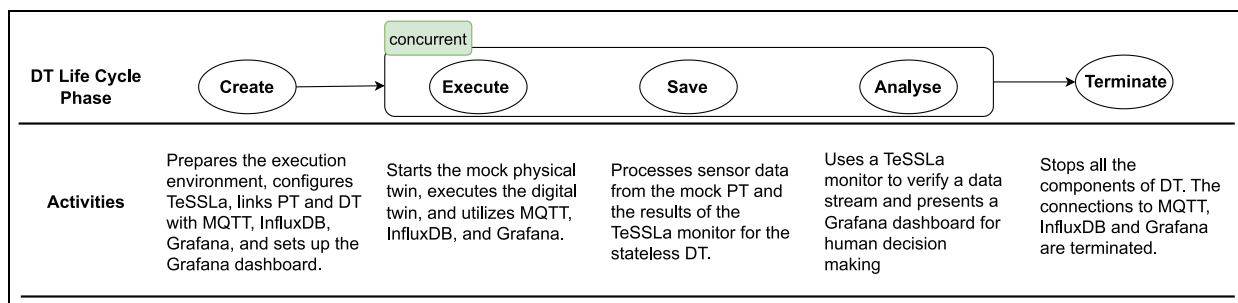 concurrent
DT Life Cycle
Phase
Create
Execute
Save
Analyse
Terminate
Activities
Prepares the execution
environment, configures
TeSSLa, links PT and DT
with MQTT, InfluxDB,
Grafana, and sets up the
Grafana dashboard.
Starts the mock physical
twin, executes the digital
twin, and utilizes MQTT,
InfluxDB, and Grafana.
Processes sensor data
from the mock PT and
the results of the
TeSSLa monitor for the
stateless DT.
Uses a TeSSLa
monitor to verify a data
stream and presents a
Grafana dashboard for
human decision
making
Stops all the
components of DT. The
connections to MQTT,
InfluxDB and Grafana
are terminated.